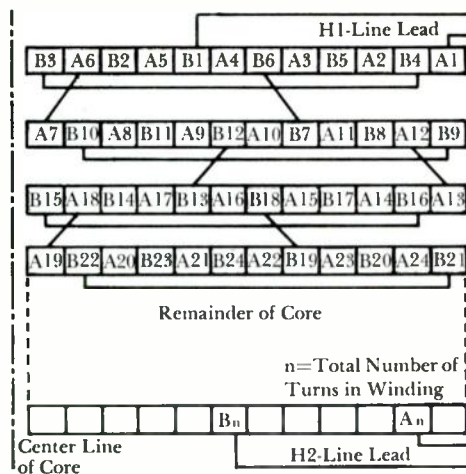 H1-Line Lead
B3 A6 B2 A5 B1 A4 B6 A3 B5 A2 B4 A1
A7 B10 A8 B11 A9 B12 A10 B7 A11 B8 A12 B9
B15 A18 B14 A17 B13 A16 B18 A15 B17 A14 B16 A13
A19 B22 A20 B23 A21 B24 A22 B19 A23 B20 A24 B21
Remainder of Core
n=Total Number of
Turns in Winding
Bn An
Center Line
of Core
H2-Line Lead